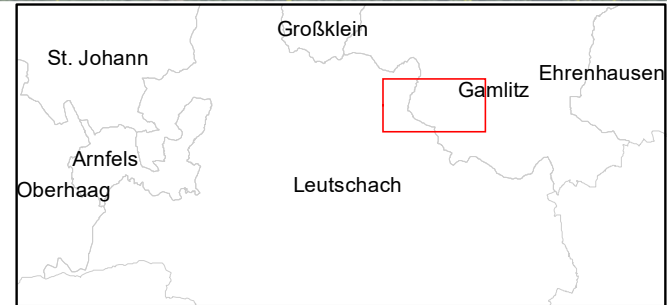 Großklein
St. Johann
Ehrenhausen
Gamlitz
Arnfels
Leutschach
Oberhaag